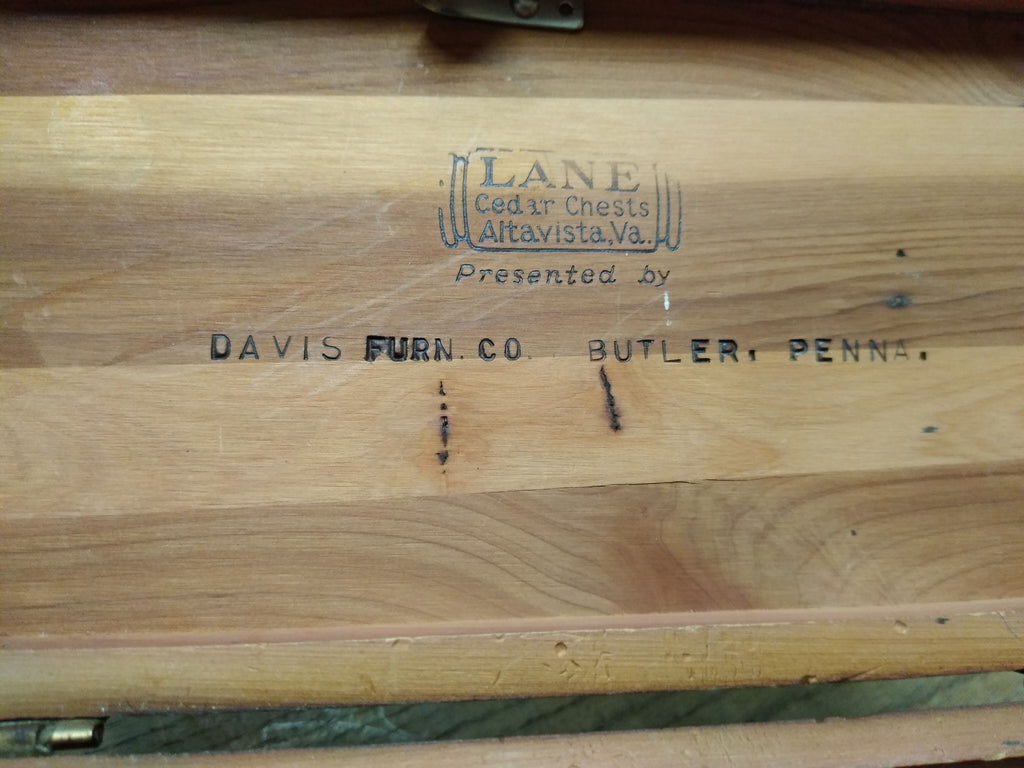 LANE
Cedar Chests
Altavista, Va.
Presented by
DAVIS FURN. CO. BUTLER, PENNA.